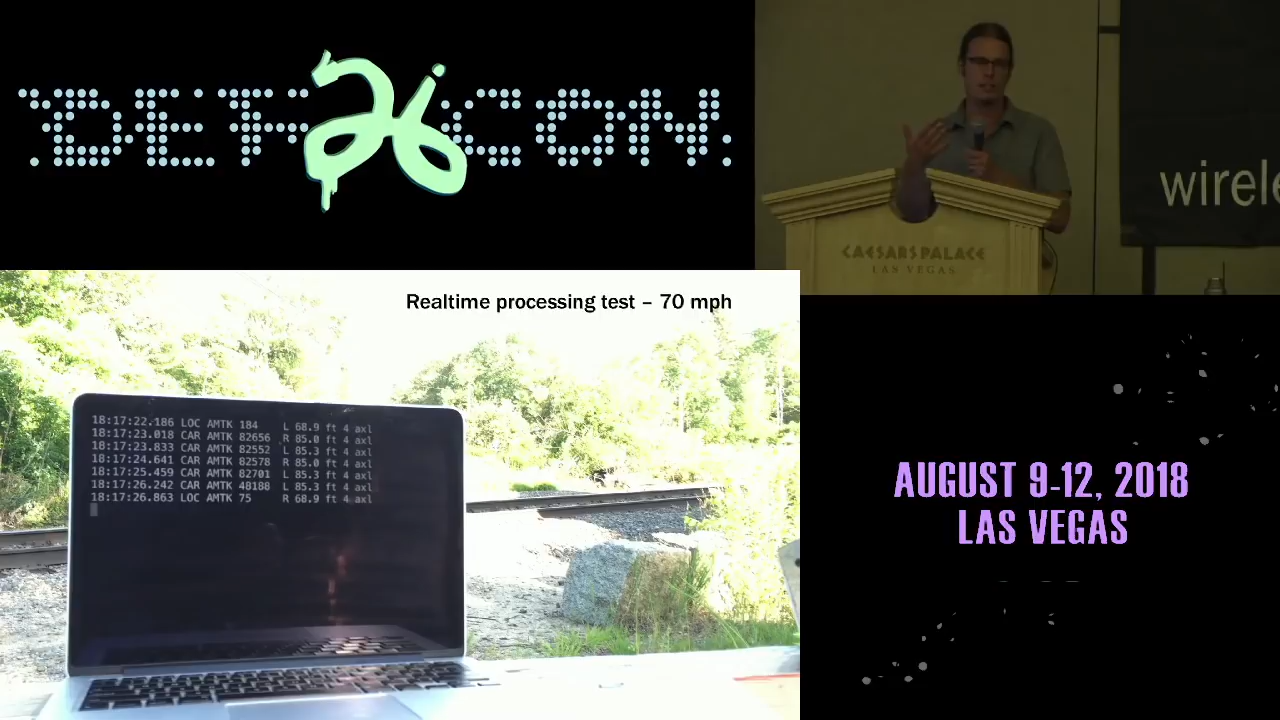 DEF 26 CON
wirele
CAESARS PALACE
LAS VEGAS
Realtime processing test – 70 mph
18:17:22.186 LOC AMTK 184 L 68.9 ft 4 axl
18:17:23.018 CAR AMTK 82656 R 85.0 ft 4 axl
18:17:23.833 CAR AMTK 82552 L 85.3 ft 4 axl
18:17:24.641 CAR AMTK 82578 R 85.0 ft 4 axl
18:17:25.459 CAR AMTK 82701 L 85.3 ft 4 axl
18:17:26.242 CAR AMTK 48188 L 85.3 ft 4 axl
18:17:26.863 LOC AMTK 75 R 68.9 ft 4 axl
AUGUST 9-12, 2018
LAS VEGAS